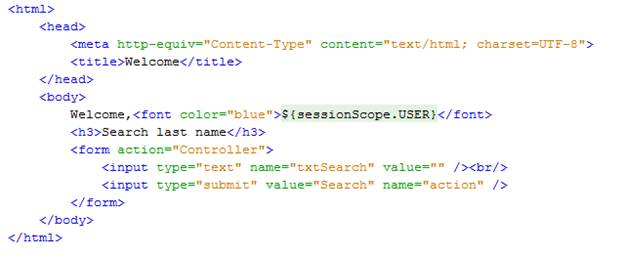 <html>
<head>
<meta http-equiv="Content-Type" content="text/html; charset=UTF-8">
<title>Welcome</title>
</head>
<body>
Welcome,<font color="blue">${sessionScope.USER}</font>
<h3>Search last name</h3>
<form action="Controller">
<input type="text" name="txtSearch" value="" /><br/>
<input type="submit" value="Search" name="action" />
</form>
</body>
</html>